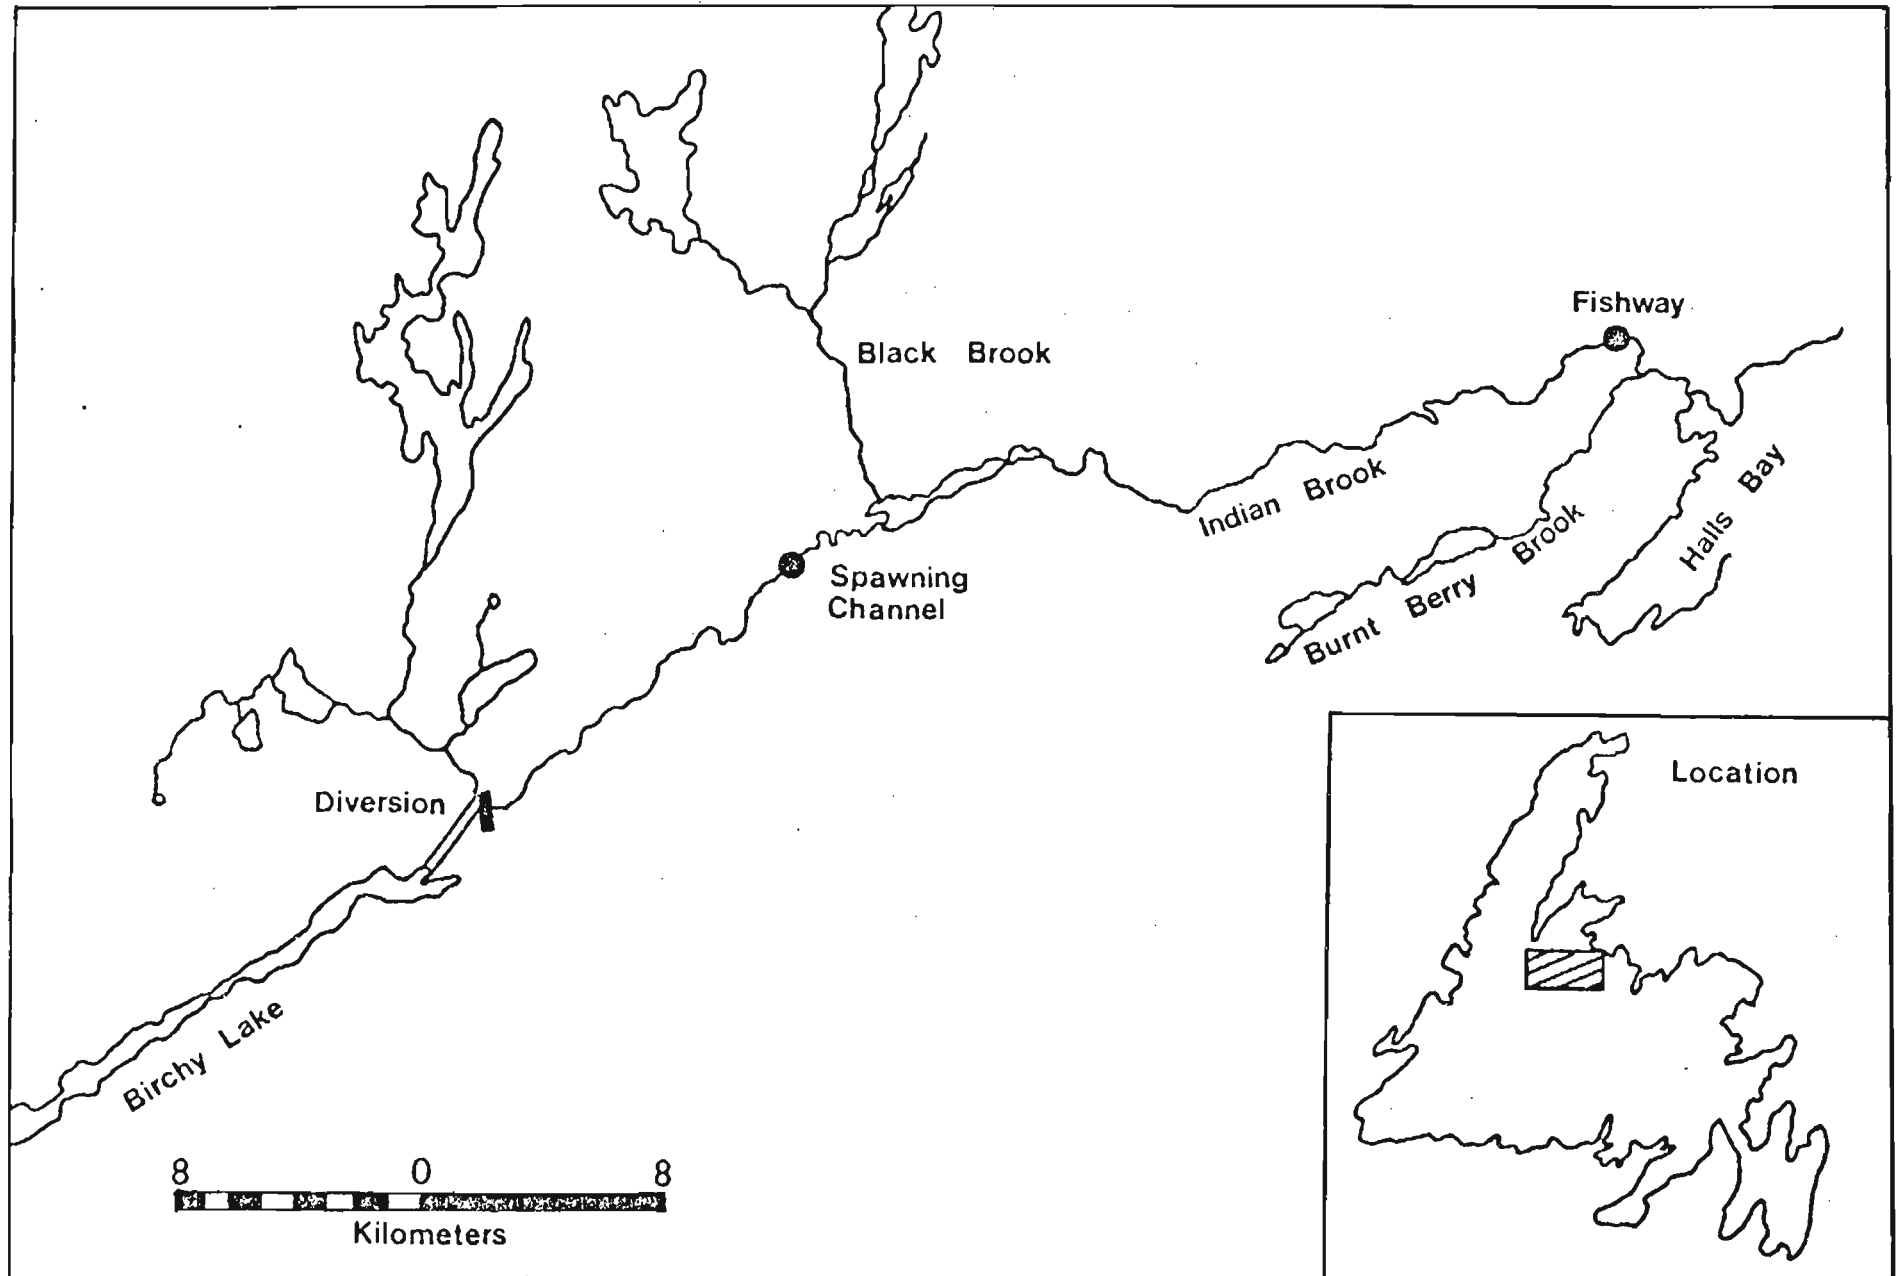 Fishway
Black Brook
Indian Brook
Halls Bay
Burnt Berry Brook
Spawning
Channel
Location
Diversion
Birchy Lake
8 0 8
Kilometers